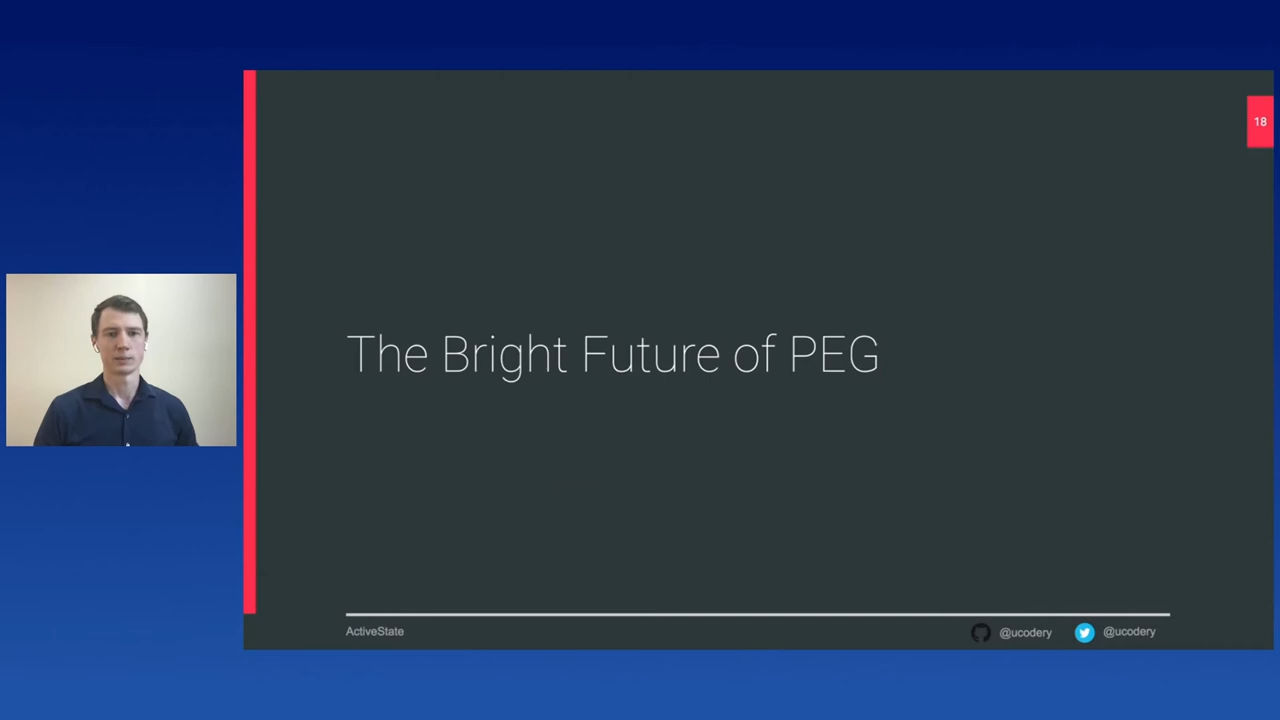 18
The Bright Future of PEG
ActiveState
@ucodery
@ucodery